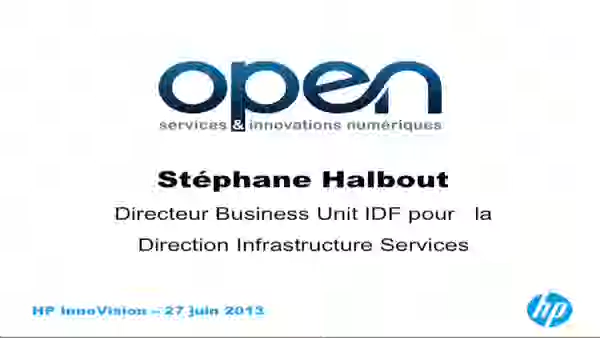 open
services & innovations numériques
Stéphane Halbout
Directeur Business Unit IDF pour la
Direction Infrastructure Services
HP InnoVision – 27 juin 2013
hp